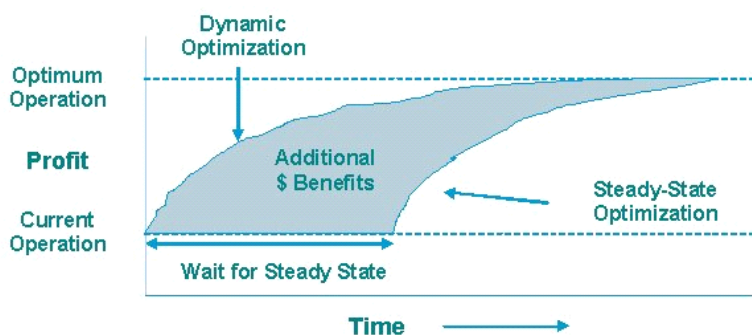 Dynamic
Optimization
Optimum
Operation
Profit
Additional
$ Benefits
Steady-State
Optimization
Current
Operation
Wait for Steady State
Time